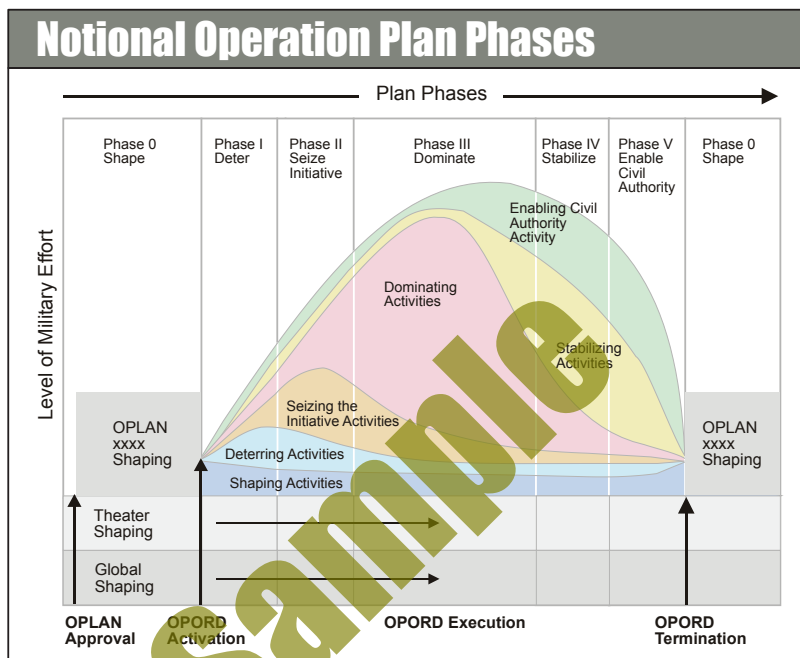 Notional Operation Plan Phases
Plan Phases
Phase 0
Shape
Phase I
Deter
Phase II
Seize
Initiative
Phase III
Dominate
Phase IV
Stabilize
Phase V
Enable
Civil
Authority
Phase 0
Shape
Level of Military Effort
Enabling Civil
Authority
Activity
Dominating
Activities
Stabilizing
Activities
Seizing the
Initiative Activities
Deterring Activities
Shaping Activities
OPLAN
xxxx
Shaping
OPLAN
xxxx
Shaping
Theater
Shaping
Global
Shaping
OPLAN
Approval
OPORD
Activation
OPORD Execution
OPORD
Termination
Sample